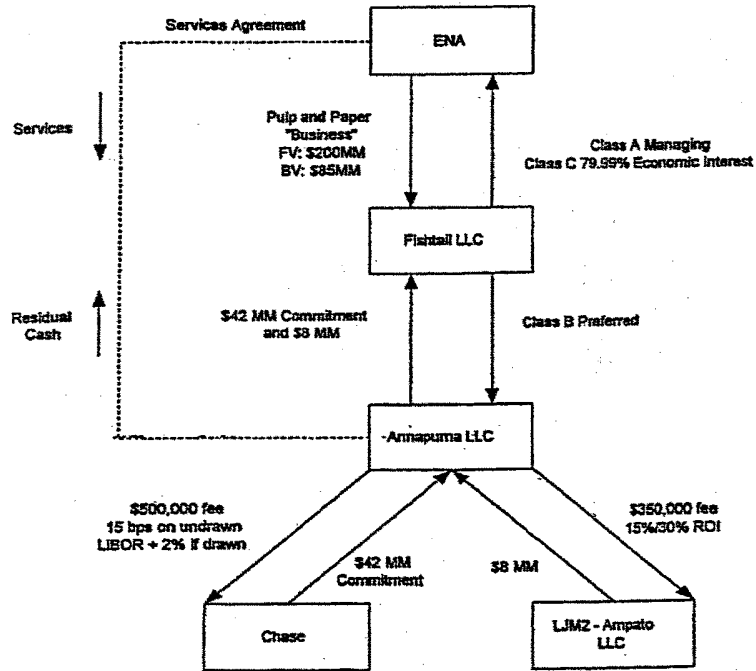 Services Agreement
ENA
Services
Pulp and Paper
"Business"
FV: $200MM
BV: $85MM
Class A Managing
Class C 79.99% Economic Interest
Fishtail LLC
Residual
Cash
$42 MM Commitment
and $8 MM
Class B Preferred
Annapurna LLC
$500,000 fee
15 bps on undrawn
LIBOR + 2% if drawn
$350,000 fee
15%/30% ROI
$42 MM
Commitment
$8 MM
Chase
LJM2 - Ampato
LLC